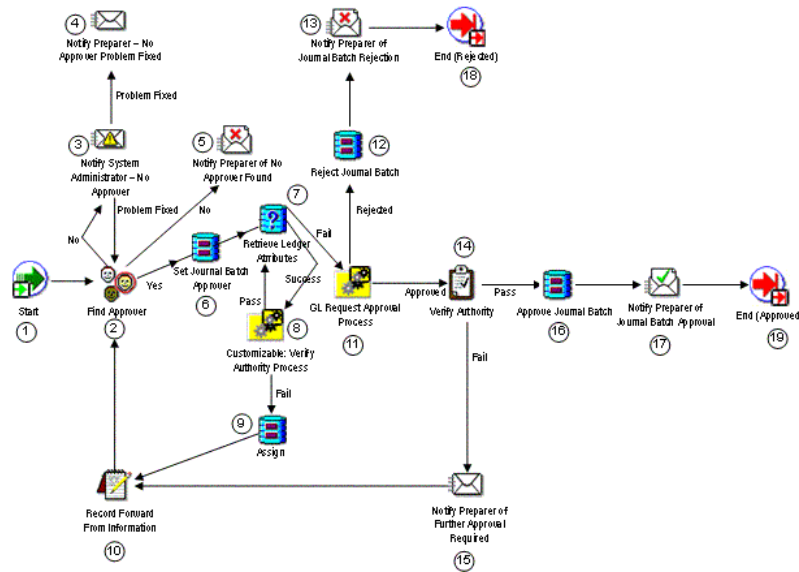 4
Notify Preparer – No
Approver Problem Fixed
Problem Fixed
3
Notify System
Administrator – No
Approver
Problem Fixed
No
5
Notify Preparer of No
Approver Found
No
13
Notify Preparer of
Journal Batch Rejection
End (Rejected)
18
12
Reject Journal Batch
Rejected
7
Retrieve Ledger
Attributes
Fail
Success
Pass
Start
1
Find Approver
2
Yes
Set Journal Batch
Approver
6
8
Customizable: Verify
Authority Process
Fail
9
Assign
GL Request Approval
Process
11
Approved
14
Verify Authority
Pass
Fail
Approve Journal Batch
16
Notify Preparer of
Journal Batch Approval
17
End (Approved
19
Record Forward
From Information
10
Notify Preparer of
Further Approval
Required
15